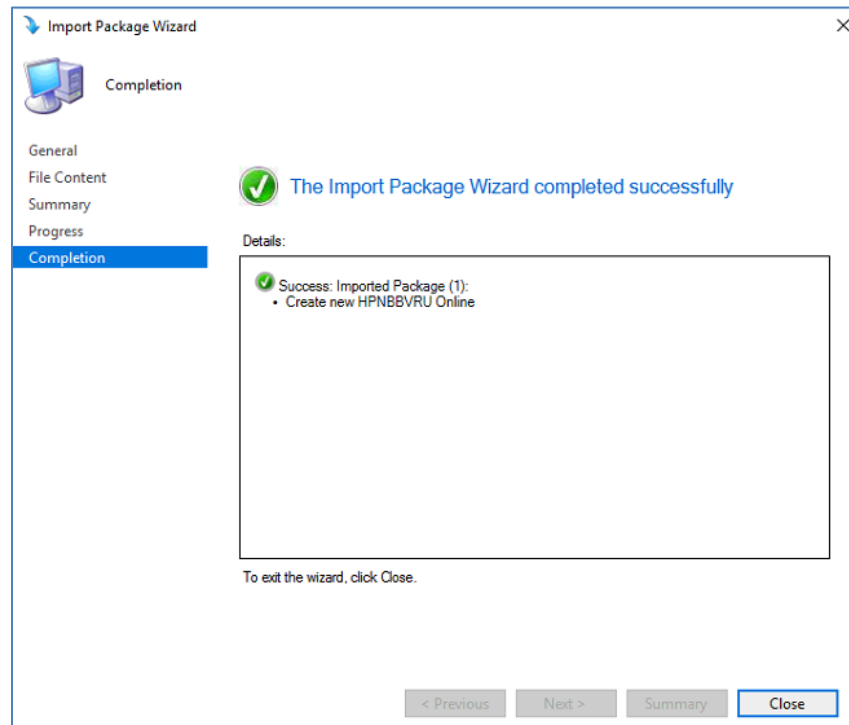 Import Package Wizard
Completion
General
File Content
Summary
Progress
Completion
The Import Package Wizard completed successfully
Details:
Success: Imported Package (1):
• Create new HPNBBVRU Online
To exit the wizard, click Close.
< Previous
Next >
Summary
Close